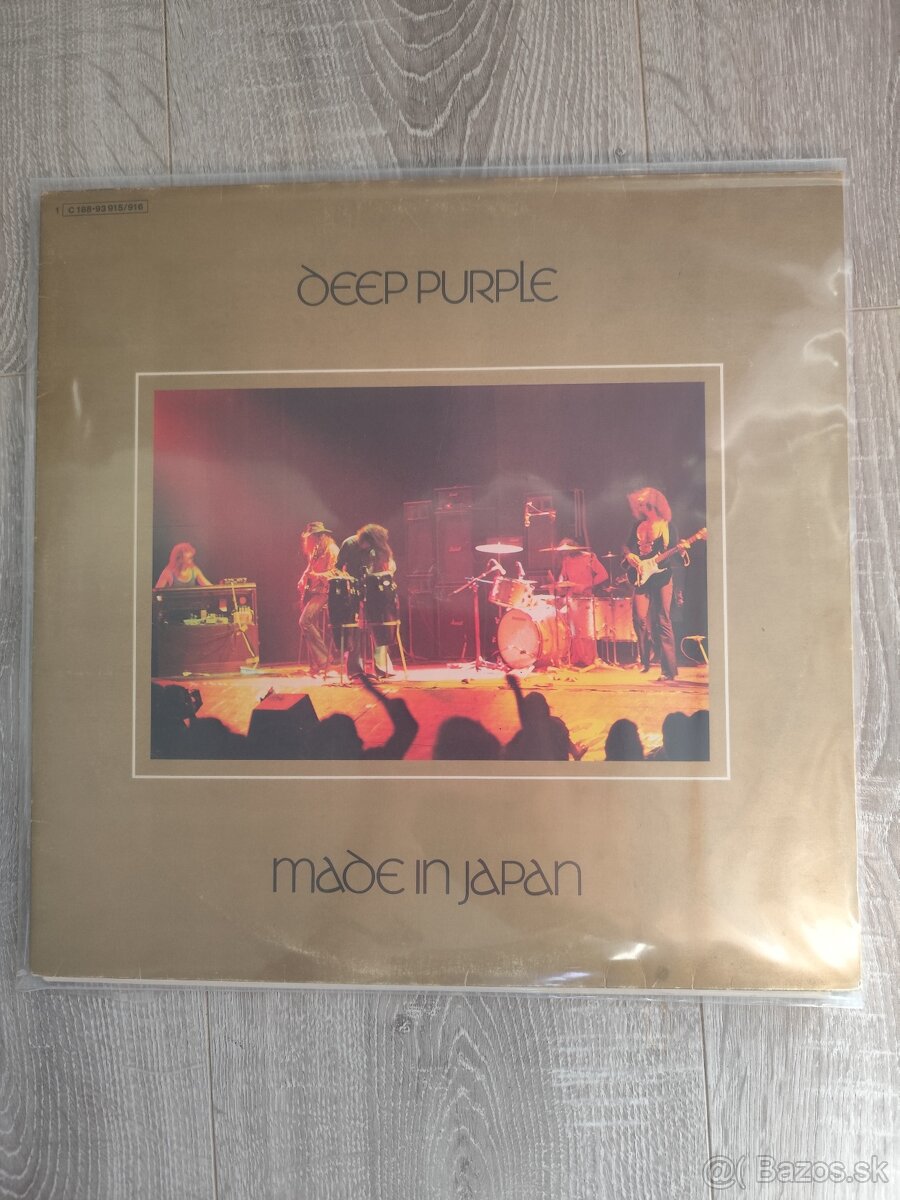 1 C 188-93 915/916
DEEP PURPLE
made in japan
@( Bazos.sk